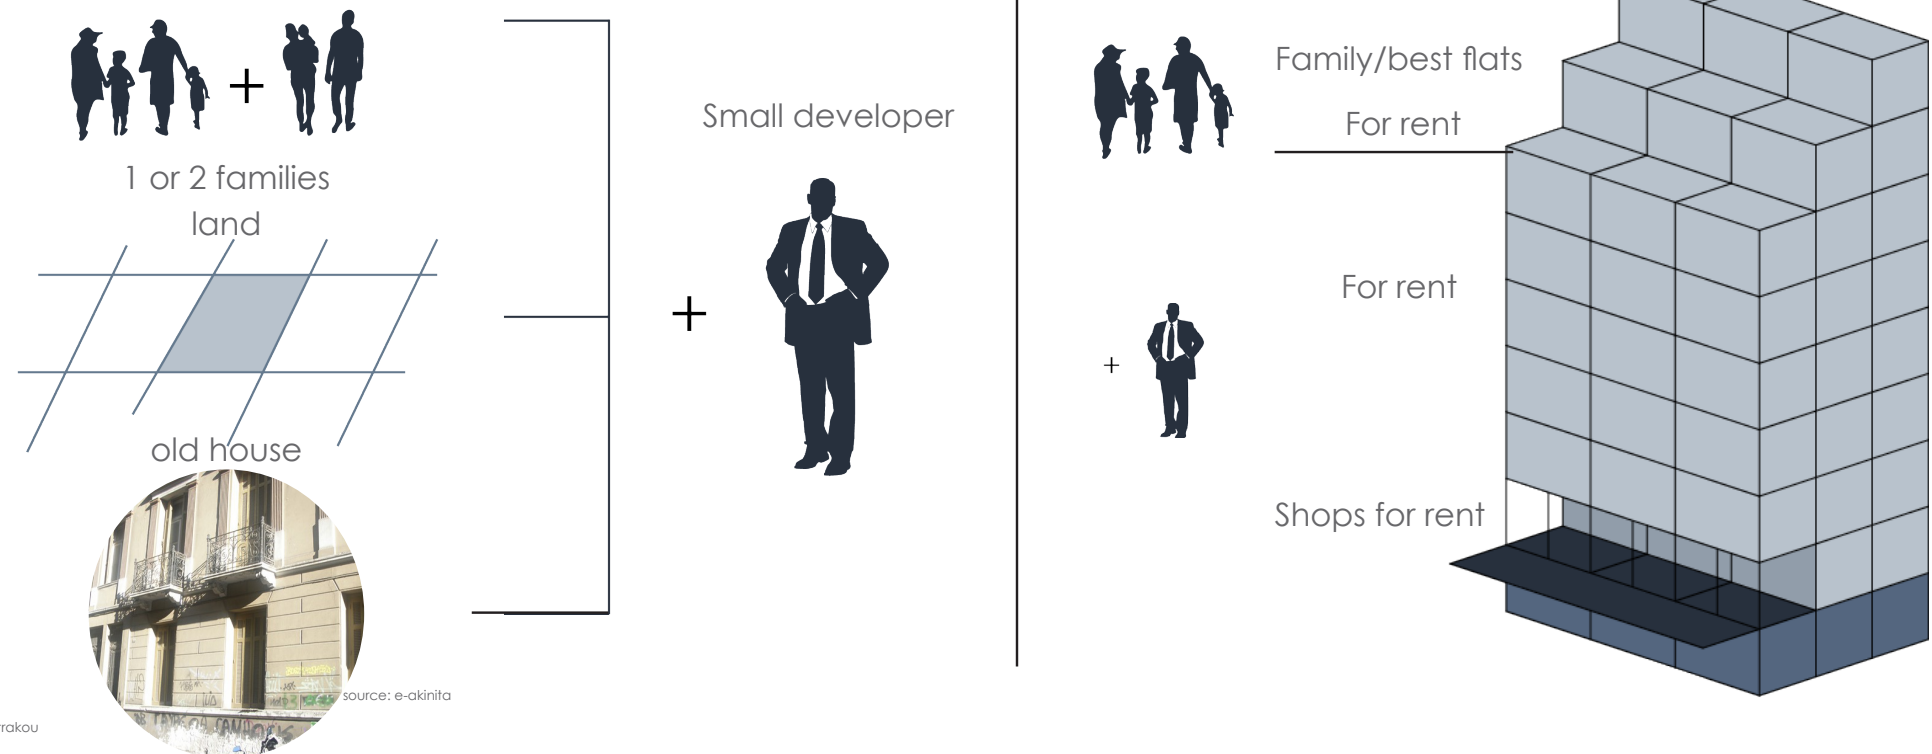 +
1 or 2 families
land
old house
source: e-akinita
rakou
+
Small developer
Family/best flats
For rent
For rent
+
Shops for rent